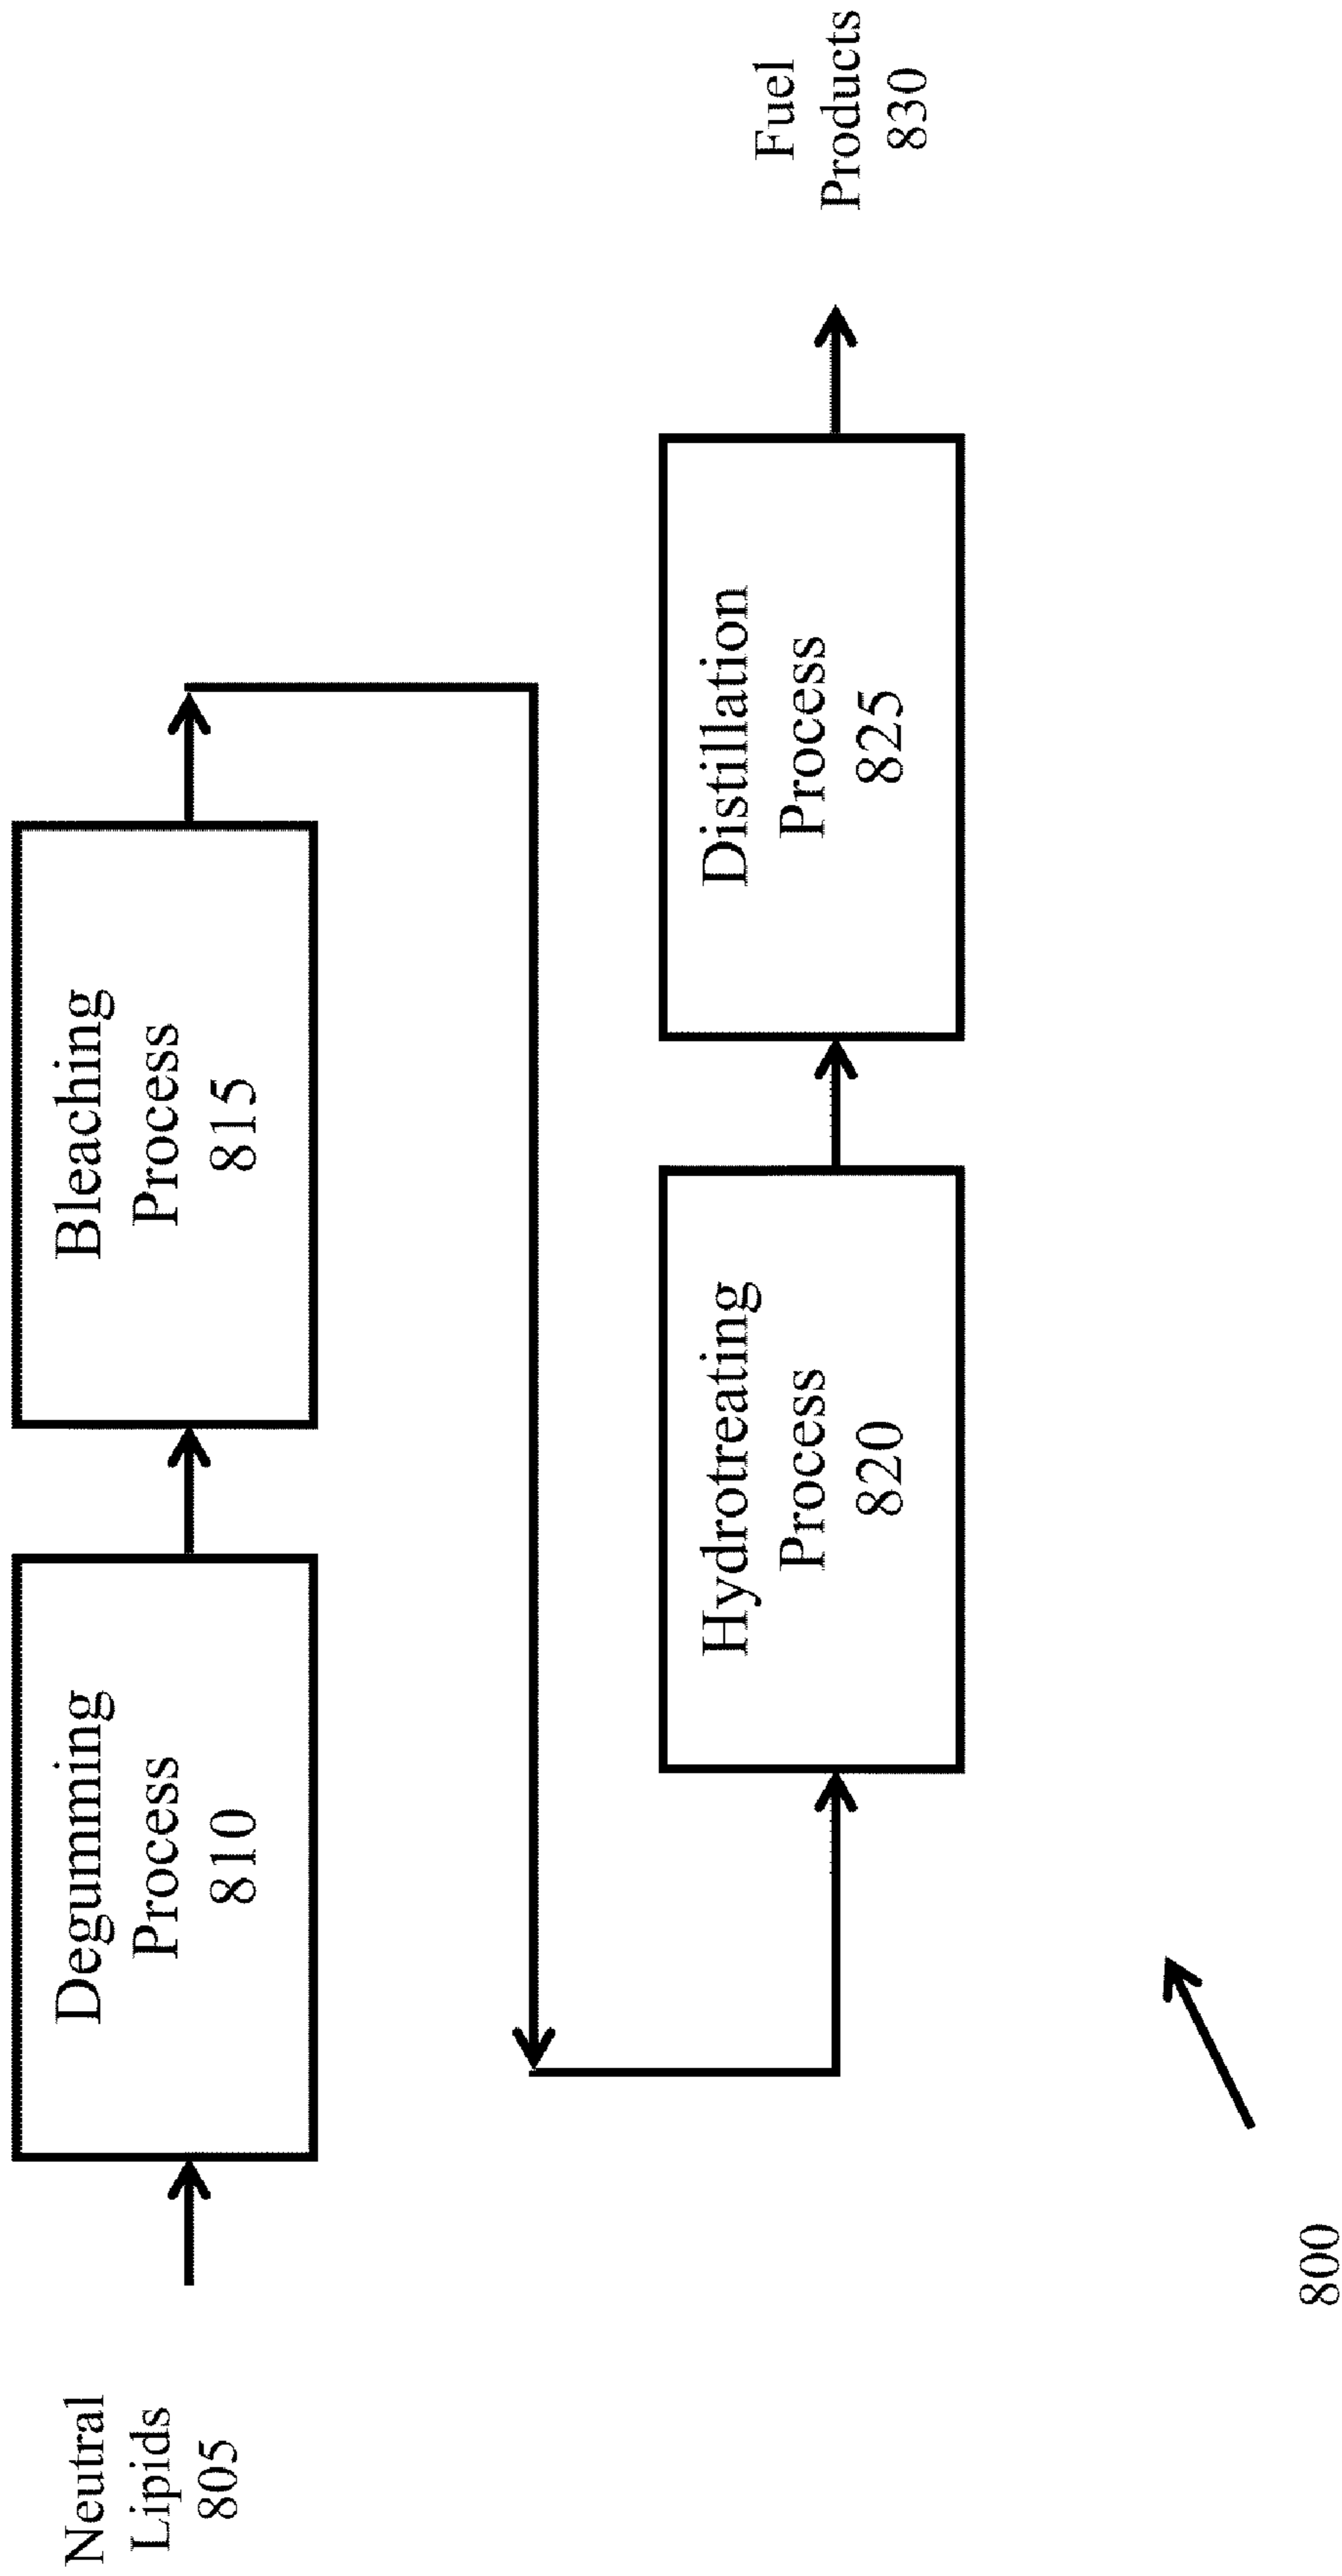 Neutral
Lipids
805
Degumming
Process
810
Bleaching
Process
815
Hydrotreating
Process
820
Distillation
Process
825
Fuel
Products
830
800